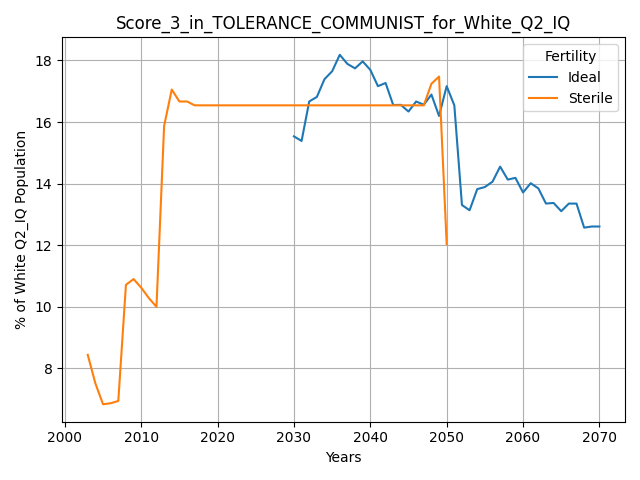 Score_3_in_TOLERANCE_COMMUNIST_for_White_Q2_IQ
Fertility
Ideal
Sterile
% of White Q2_IQ Population
18
16
14
12
10
8
2000 2010 2020 2030 2040 2050 2060 2070
Years